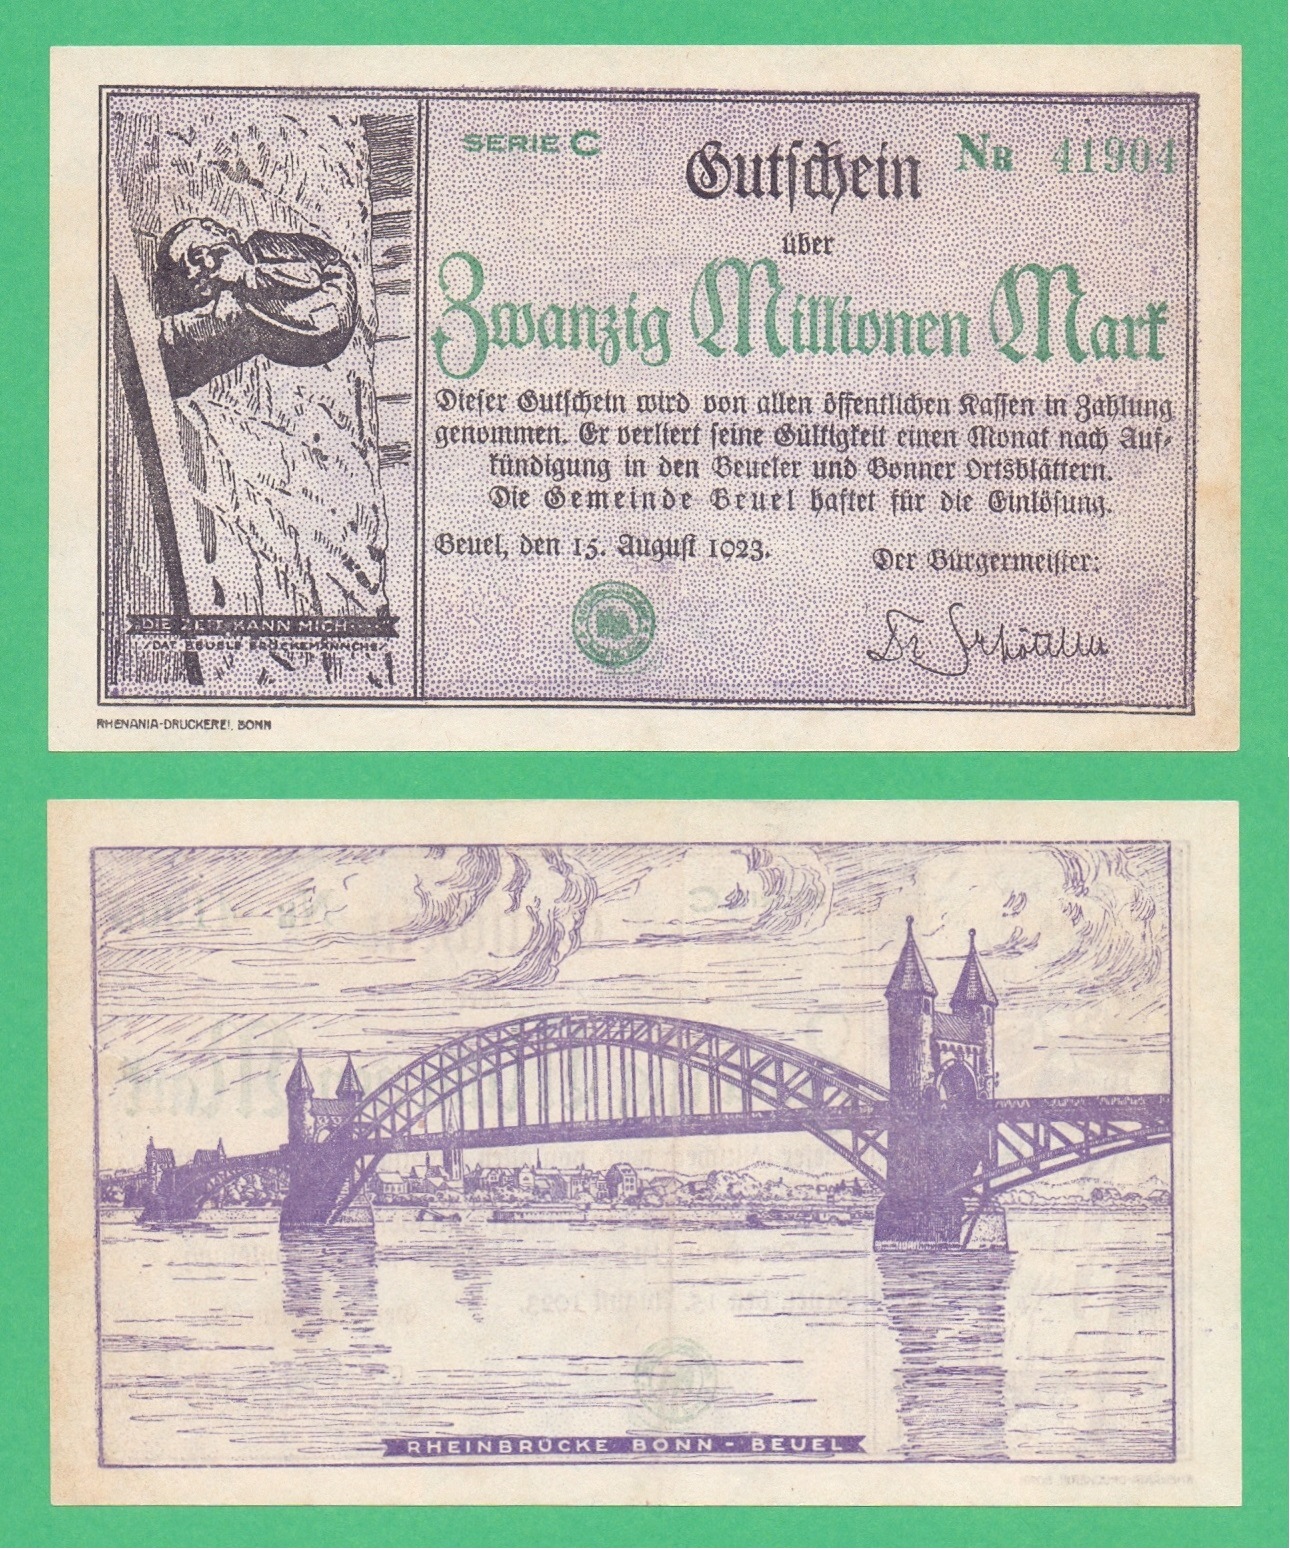 SERIE C
Gutschein
NR 41904
über
Zwanzig Millionen Mark
Dieser Gutschein wird von allen öffentlichen Kassen in Zahlung
genommen. Er verliert seine Gültigkeit einen Monat nach Auf-
kündigung in den Beueler und Bonner Ortsblättern.
Die Gemeinde Beuel haftet für die Einlösung.
Beuel, den 15. August 1923.
Der Bürgermeister:
DIE ZEIT KANN MICH.....
/DAT BEUELE BRÖCKEMÄNNCHE/
RHENANIA-DRUCKEREI, BONN
RHEINBRÜCKE BONN - BEUEL